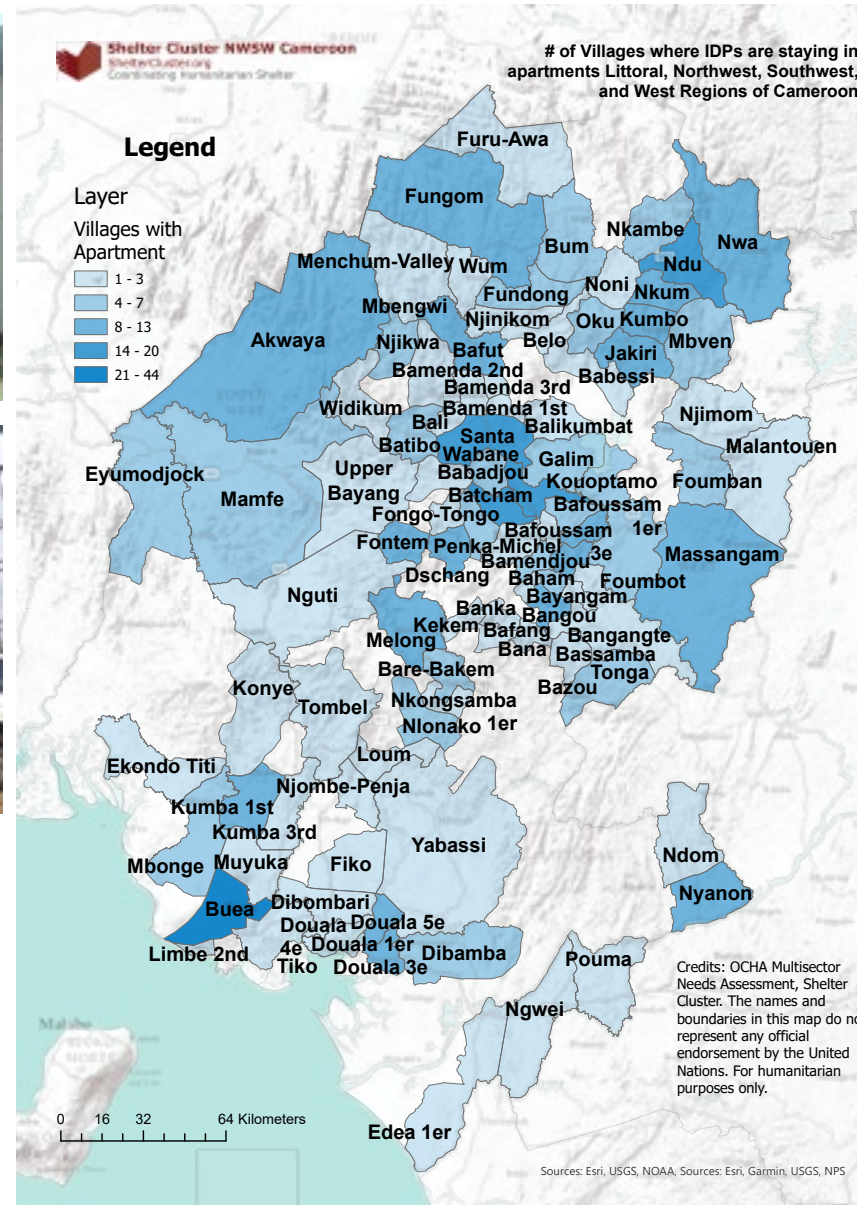 Shelter Cluster NWSW Cameroon
ShelterCluster.org
Coordinating Humanitarian Shelter
# of Villages where IDPs are staying in
apartments Littoral, Northwest, Southwest,
and West Regions of Cameroon
Legend
Layer
Villages with
Apartment
1 - 3
4 - 7
8 - 13
14 - 20
21 - 44
Furu-Awa
Fungom
Nkambe
Nwa
Bum
Ndu
Menchum-Valley
Wum
Noni
Nkum
Fundong
Mbengwi
Njinikom
Oku
Kumbo
Akwaya
Njikwa
Bafut
Belo
Mbven
Jakiri
Bamenda 2nd
Babessi
Bamenda 3rd
Widikum
Bamenda 1st
Njimom
Bali
Balikumbat
Santa
Batibo
Wabane
Malantouen
Galim
Eyumodjock
Upper
Bayang
Babadjou
Kouoptamo
Foumban
Mamfe
Batcham
Bafoussam
1er
Fongo-Tongo
Bafoussam
3e
Fontem
Penka-Michel
Bamendjou
Massangam
Dschang
Baham
Foumbot
Nguti
Bayangam
Banka
Bangou
Kekem
Bafang
Bangangte
Melong
Bana
Bassamba
Bare-Bakem
Tonga
Konye
Bazou
Tombel
Nkongsamba
1er
Nlonako
Loum
Ekondo Titi
Njombe-Penja
Kumba 1st
Kumba 3rd
Yabassi
Mbonge
Muyuka
Fiko
Ndom
Nyanon
Buea
Dibombari
Douala
4e
Douala 5e
Limbe 2nd
Douala 1er
Dibamba
Tiko
Douala 3e
Pouma
Ngwei
Edea 1er
Malabo
Credits: OCHA Multisector
Needs Assessment, Shelter
Cluster. The names and
boundaries in this map do no
represent any official
endorsement by the United
Nations. For humanitarian
purposes only.
0 16 32 64 Kilometers
Sources: Esri, USGS, NOAA, Sources: Esri, Garmin, USGS, NPS